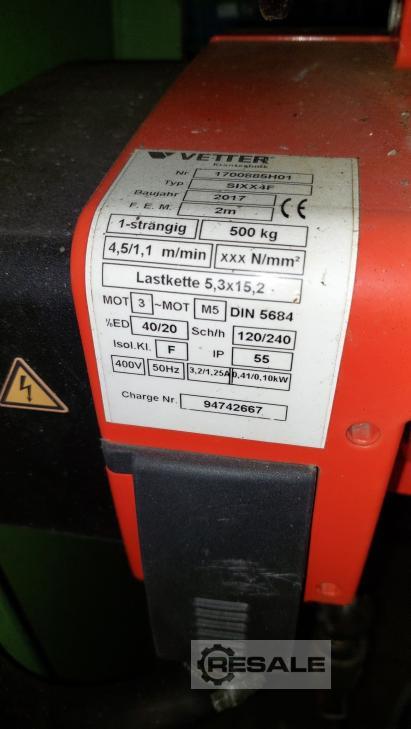 VETTER
Krantechnik
Nr 1700885H01
Typ SIXX4F
Baujahr 2017
F. E. M. 2m CE
1-strängig 500 kg
4,5/1,1 m/min xxx N/mm²
Lastkette 5,3x15,2
MOT 3 ~MOT M5 DIN 5684
%ED 40/20 Sch/h 120/240
Isol.Kl. F IP 55
400V 50Hz 3,2/1,25A 0,41/0,10kW
Charge Nr. 94742667
RESALE